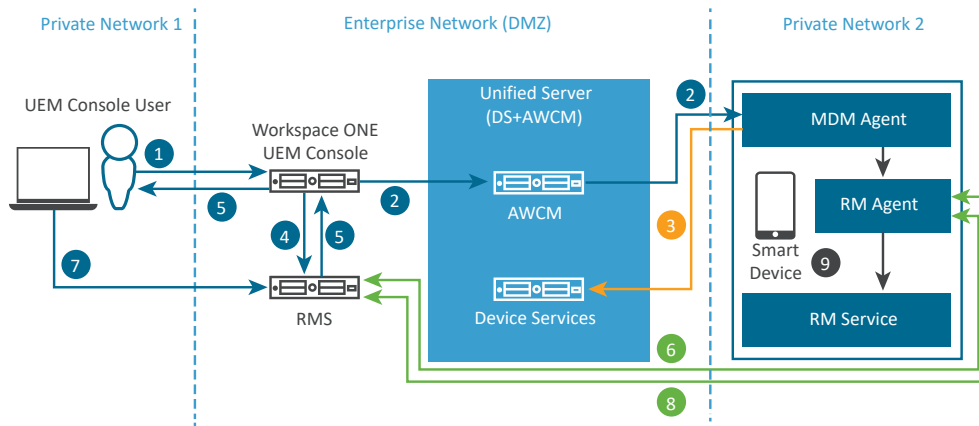 Private Network 1
Enterprise Network (DMZ)
Private Network 2
UEM Console User
Workspace ONE
UEM Console
Unified Server
(DS+AWCM)
2
MDM Agent
1
5
2
AWCM
RM Agent
3
4
5
Smart
Device
9
7
RMS
Device Services
RM Service
6
8